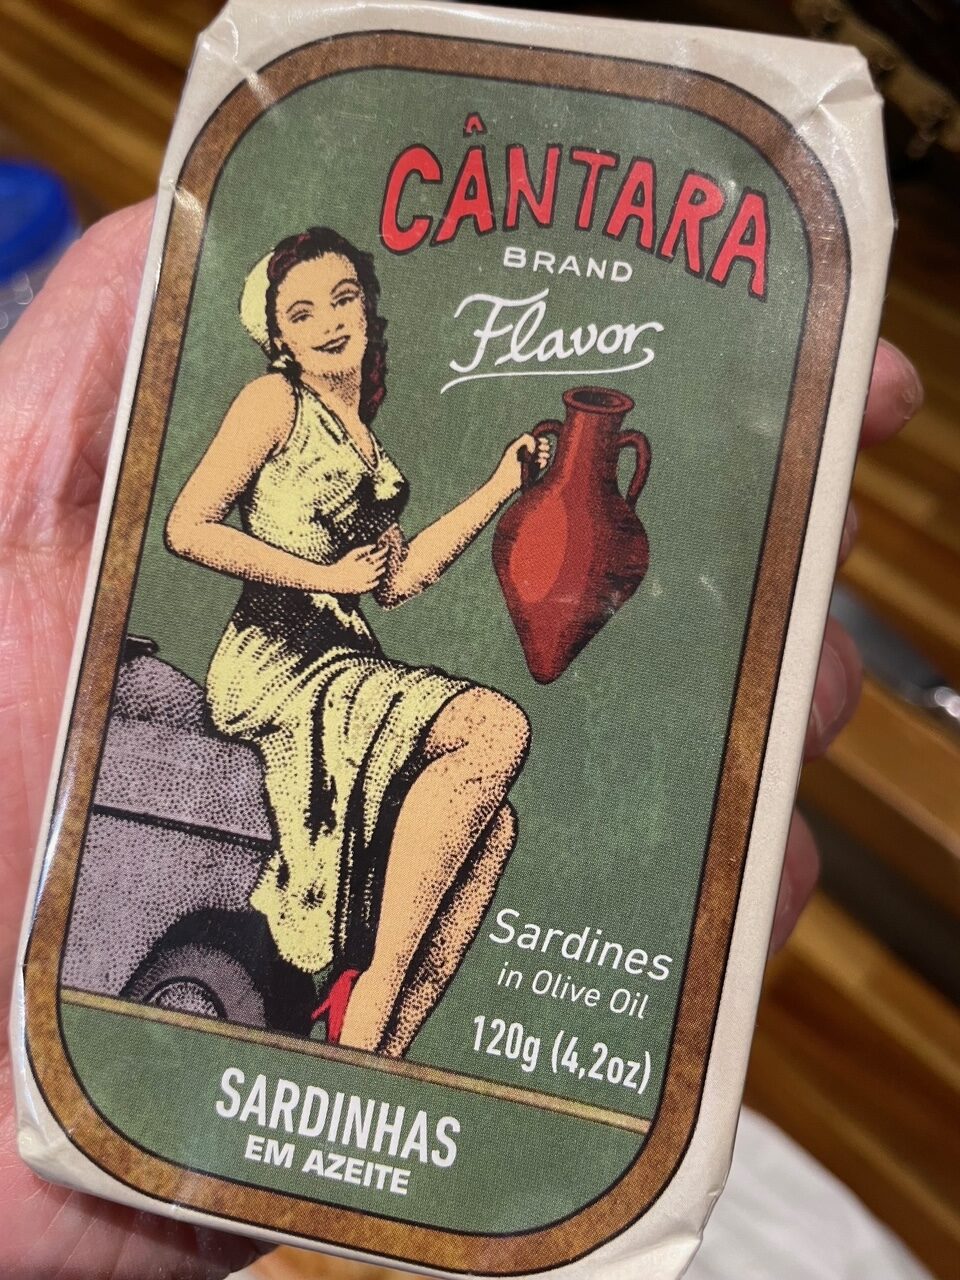 CÂNTARA
BRAND
Flavor
Sardines
in Olive Oil
120g (4,2oz)
SARDINHAS
EM AZEITE